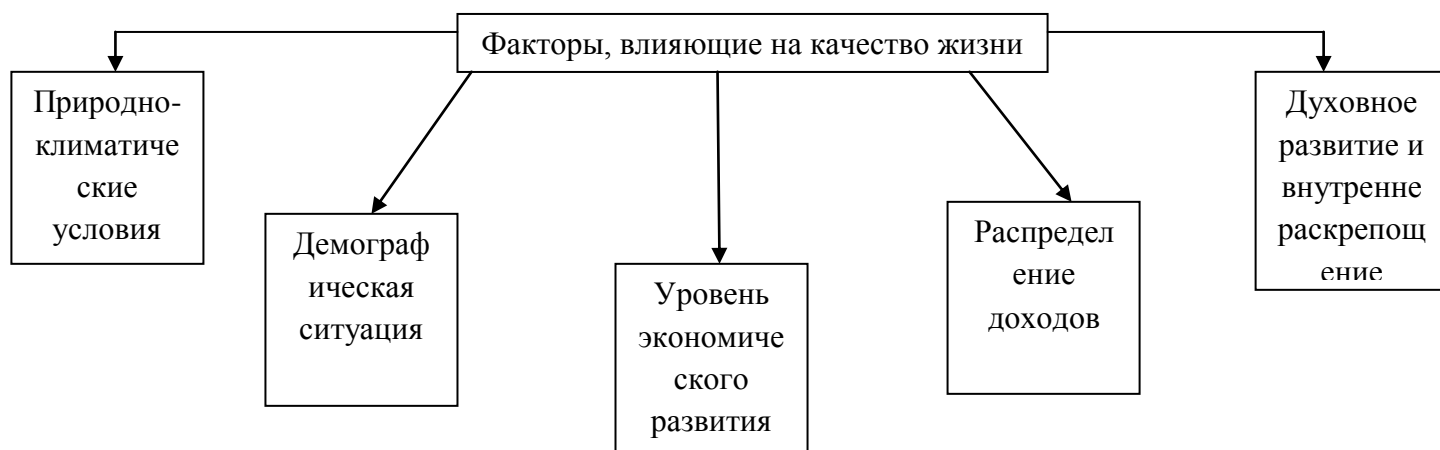 Факторы, влияющие на качество жизни
Природно-
климатиче
ские
условия
Демограф
ическая
ситуация
Уровень
экономиче
ского
развития
Распредел
ение
доходов
Духовное
развитие и
внутренне
раскрепощ
ение